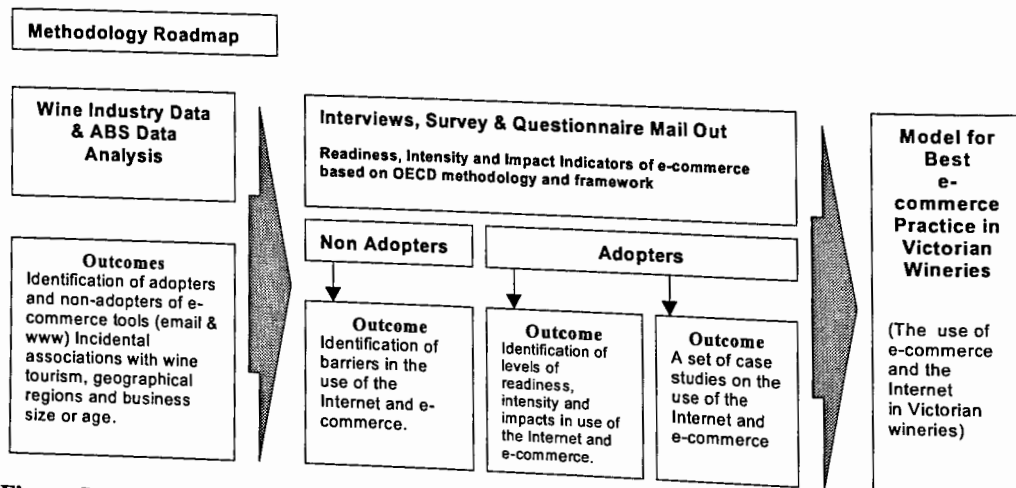 Methodology Roadmap
Wine Industry Data
& ABS Data
Analysis
Outcomes
Identification of adopters
and non-adopters of e-
commerce tools (email &
www) Incidental
associations with wine
tourism, geographical
regions and business
size or age.
Interviews, Survey & Questionnaire Mail Out
Readiness, Intensity and Impact Indicators of e-commerce
based on OECD methodology and framework
Non Adopters
Adopters
Outcome
Identification of
barriers in the
use of the
Internet and e-
commerce.
Outcome
Identification of
levels of
readiness,
intensity and
impacts in use of
the Internet and
e-commerce.
Outcome
A set of case
studies on the
use of the
Internet and
e-commerce
Model for
Best
e-
commerce
Practice in
Victorian
Wineries
(The use of
e-commerce
and the
Internet
in Victorian
wineries)